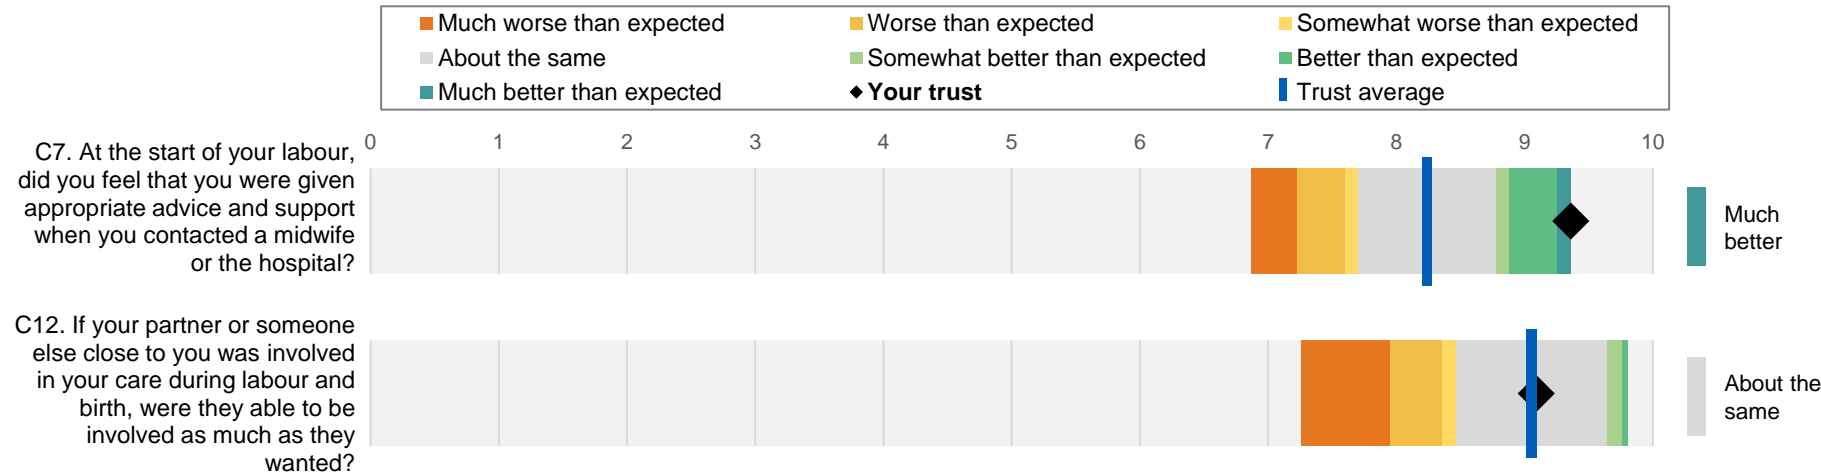 Much worse than expected
Worse than expected
Somewhat worse than expected
About the same
Somewhat better than expected
Better than expected
Much better than expected
Your trust
Trust average
0 1 2 3 4 5 6 7 8 9 10
C7. At the start of your labour,
did you feel that you were given
appropriate advice and support
when you contacted a midwife
or the hospital?
Much
better
C12. If your partner or someone
else close to you was involved
in your care during labour and
birth, were they able to be
involved as much as they
wanted?
About the
same